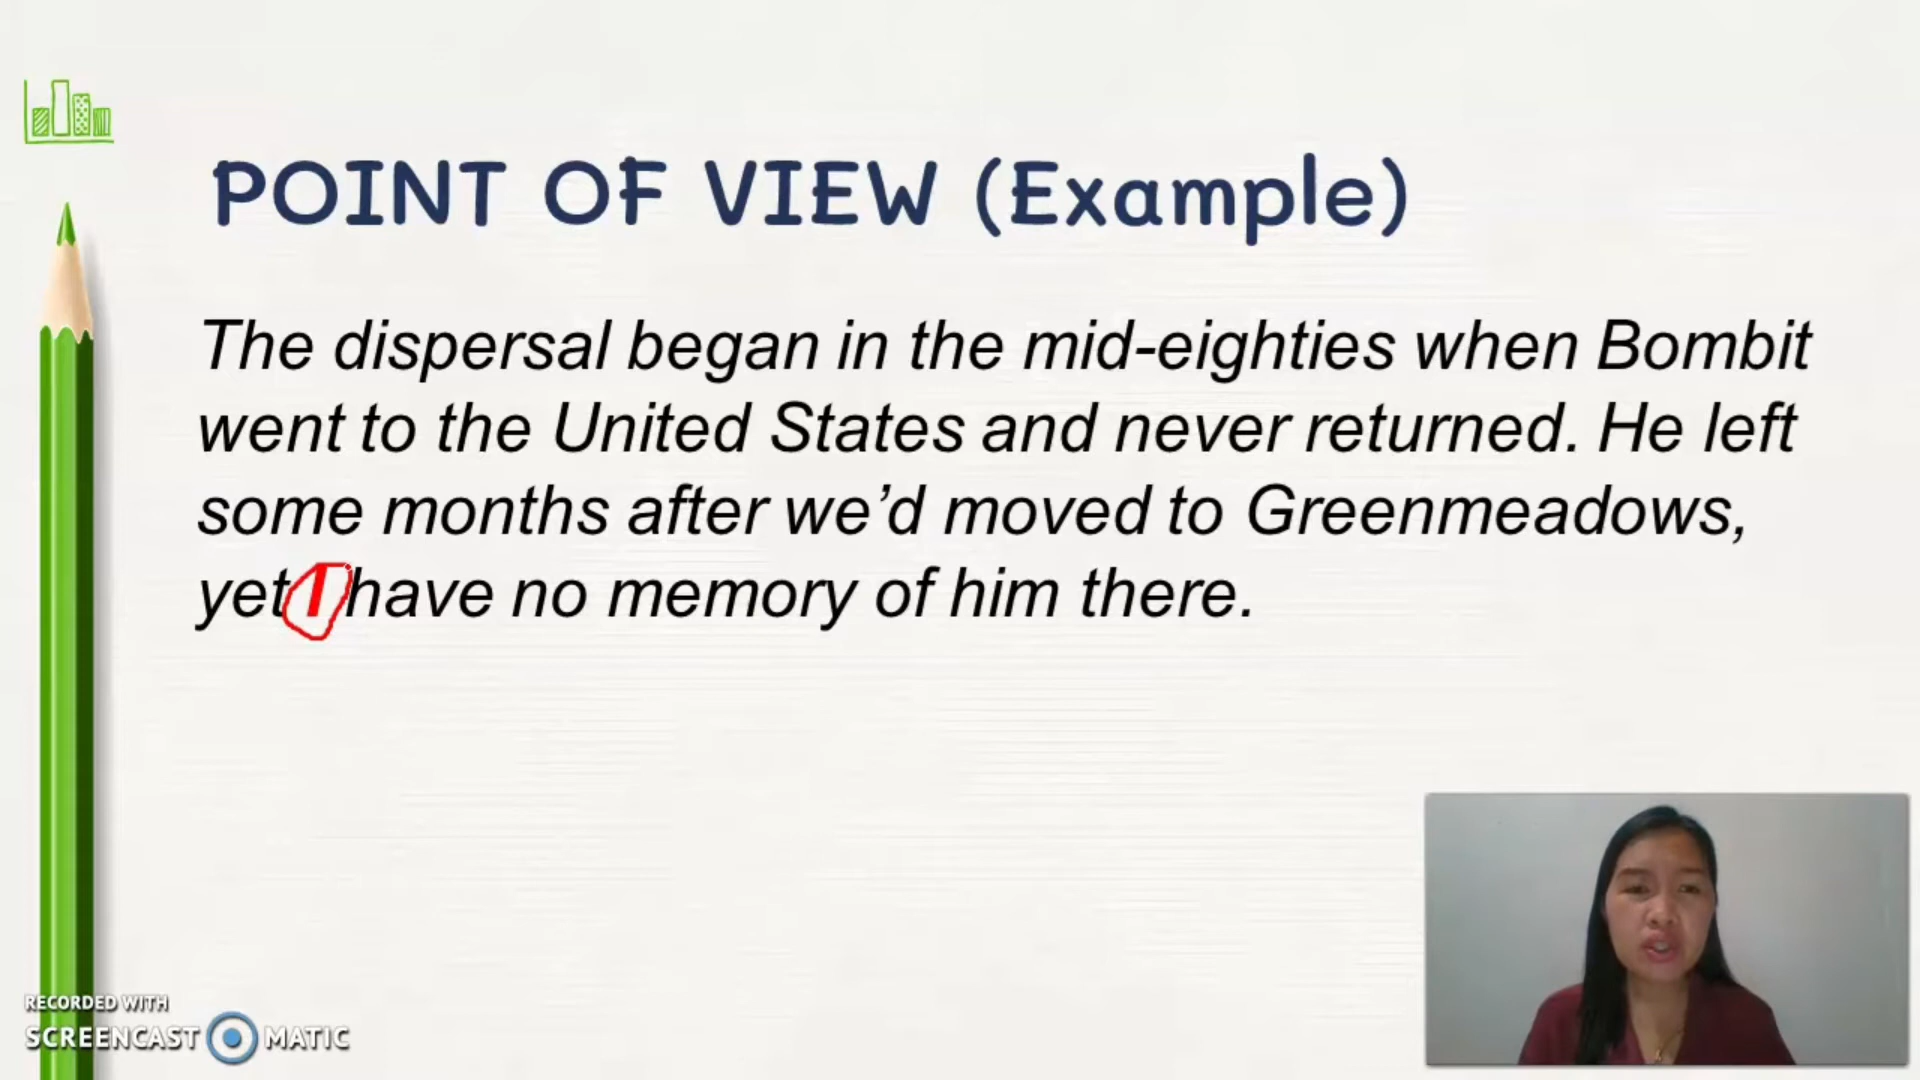 POINT OF VIEW (Example)
The dispersal began in the mid-eighties when Bombit
went to the United States and never returned. He left
some months after we’d moved to Greenmeadows,
yet I have no memory of him there.
RECORDED WITH
SCREENCAST MATIC